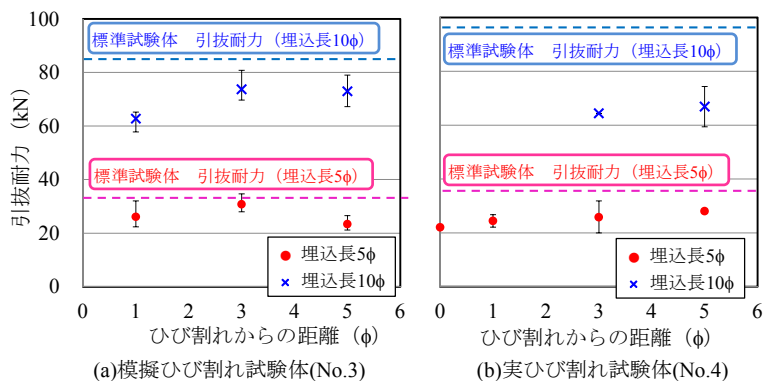 引抜耐力（kN）
100
80
60
40
20
0
標準試験体　引抜耐力（埋込長10φ）
標準試験体　引抜耐力（埋込長5φ）
埋込長5φ
埋込長10φ
0 1 2 3 4 5 6
ひび割れからの距離（φ）
(a)模擬ひび割れ試験体(No.3)
標準試験体　引抜耐力（埋込長10φ）
標準試験体　引抜耐力（埋込長5φ）
埋込長5φ
埋込長10φ
0 1 2 3 4 5 6
ひび割れからの距離（φ）
(b)実ひび割れ試験体(No.4)